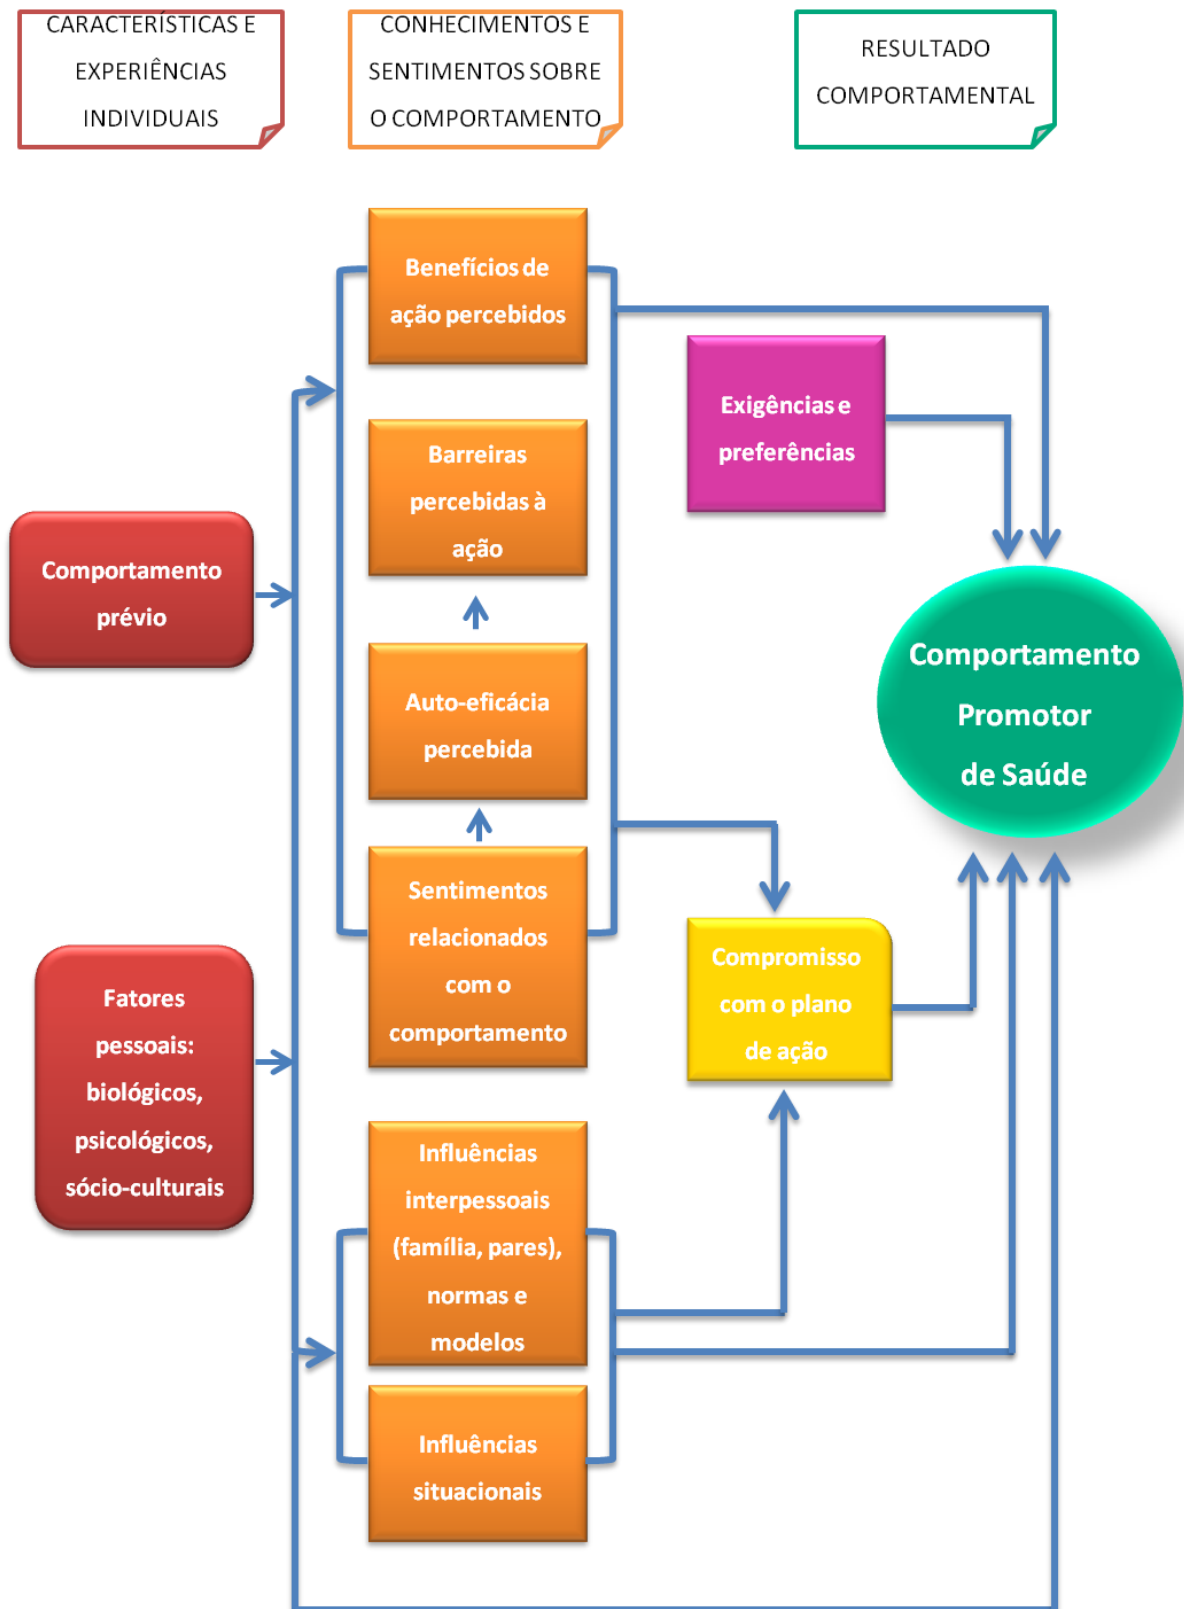 CARACTERÍSTICAS E
EXPERIÊNCIAS
INDIVIDUAIS
CONHECIMENTOS E
SENTIMENTOS SOBRE
O COMPORTAMENTO
RESULTADO
COMPORTAMENTAL
Benefícios de
ação percebidos
Exigências e
preferências
Barreiras
percebidas à
ação
Comportamento
prévio
Auto-eficácia
percebida
Comportamento
Promotor
de Saúde
Sentimentos
relacionados
com o
comportamento
Compromisso
com o plano
de ação
Fatores
pessoais:
biológicos,
psicológicos,
sócio-culturais
Influências
interpessoais
(família, pares),
normas e
modelos
Influências
situacionais